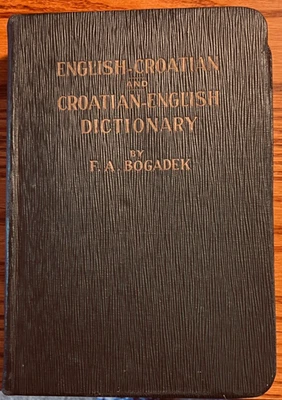 ENGLISH-CROATIAN
AND
CROATIAN-ENGLISH
DICTIONARY
BY
F. A. BOGADEK